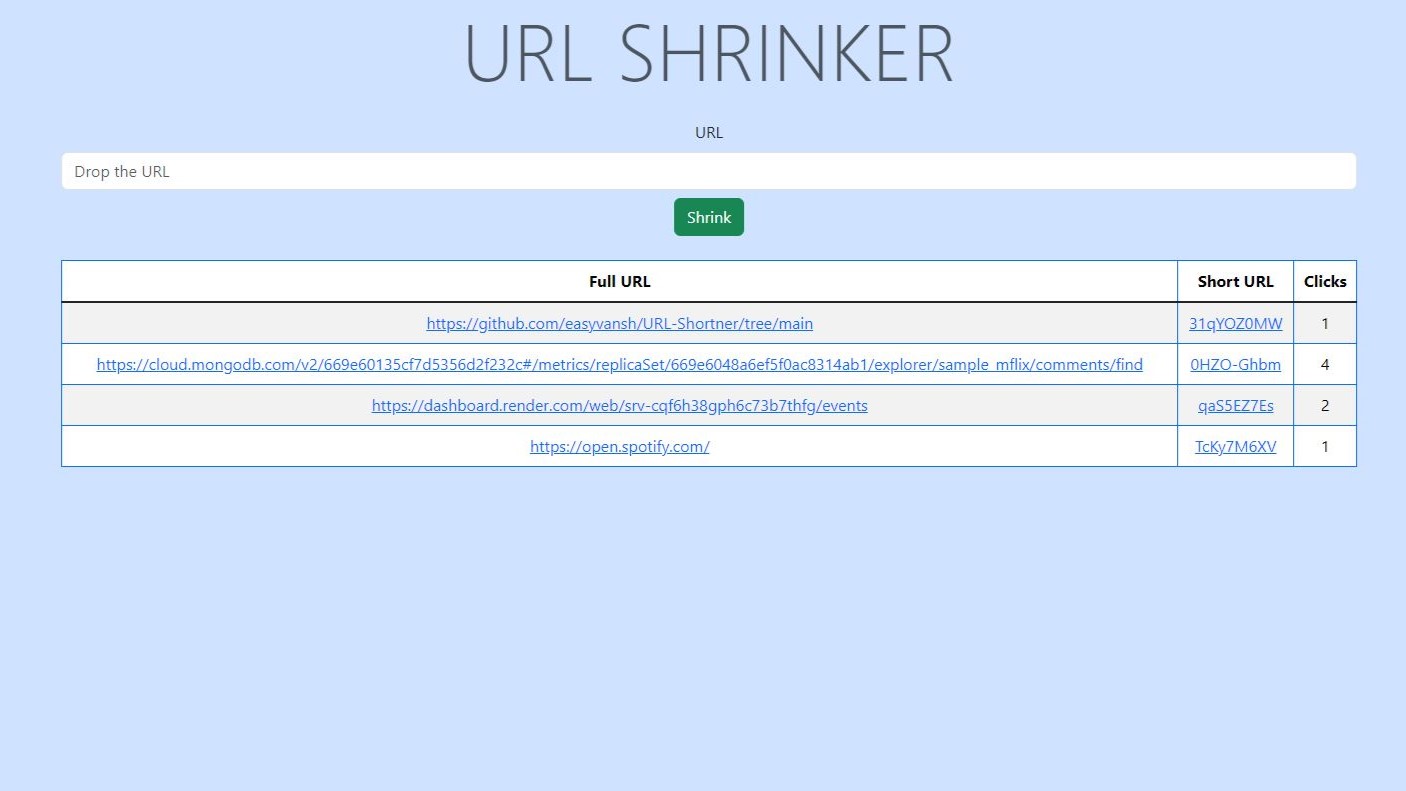 URL SHRINKER
URL
Drop the URL
Shrink
Full URL Short URL Clicks
https://github.com/easyvansh/URL-Shortner/tree/main 31qYOZ0MW 1
https://cloud.mongodb.com/v2/669e60135cf7d5356d2f232c#/metrics/replicaSet/669e6048a6ef5f0ac8314ab1/explorer/sample_mflix/comments/find 0HZO-Ghbm 4
https://dashboard.render.com/web/srv-cqf6h38gph6c73b7thfg/events qaS5EZ7Es 2
https://open.spotify.com/ TcKy7M6XV 1